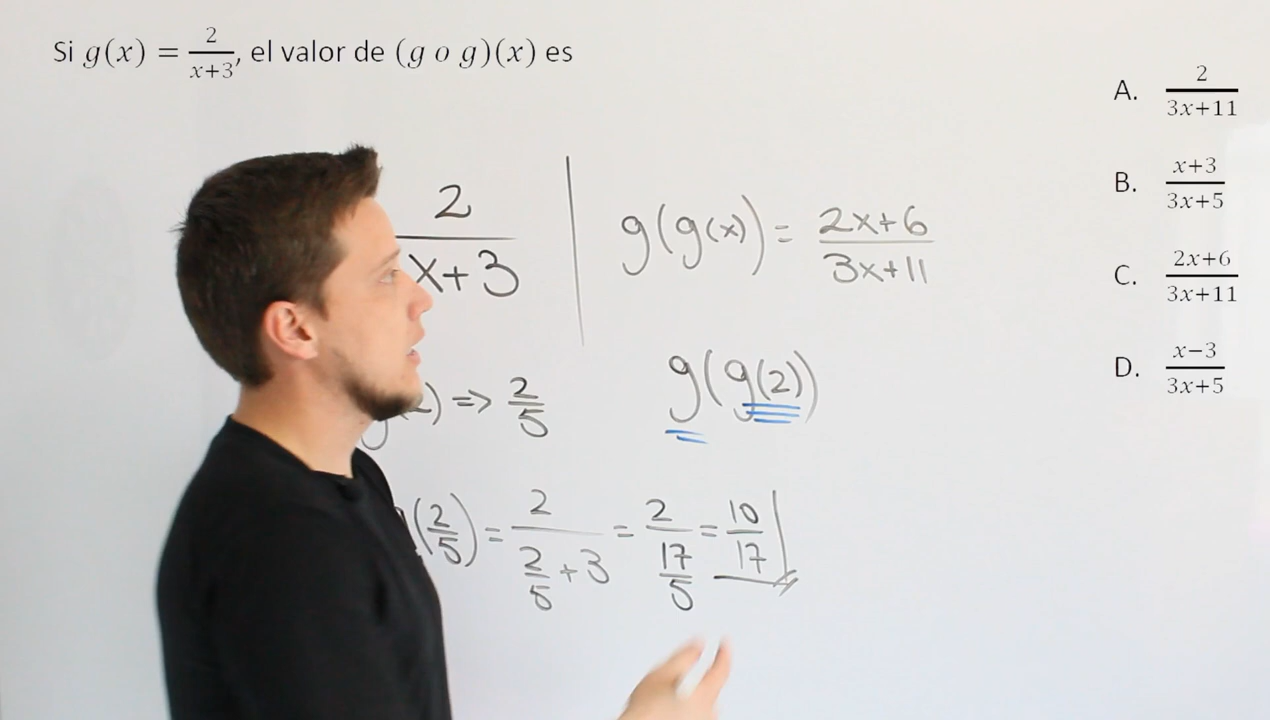 Si g(x) = 2/(x+3), el valor de (g o g)(x) es
A. 2/(3x+11)
B. (x+3)/(3x+5)
C. (2x+6)/(3x+11)
D. (x−3)/(3x+5)
2/(x+3)
g(g(x)) = (2x+6)/(3x+11)
=> 2/5
g(g(2))
(2/5) = 2/(2/5 + 3) = 2/(17/5) = 10/17